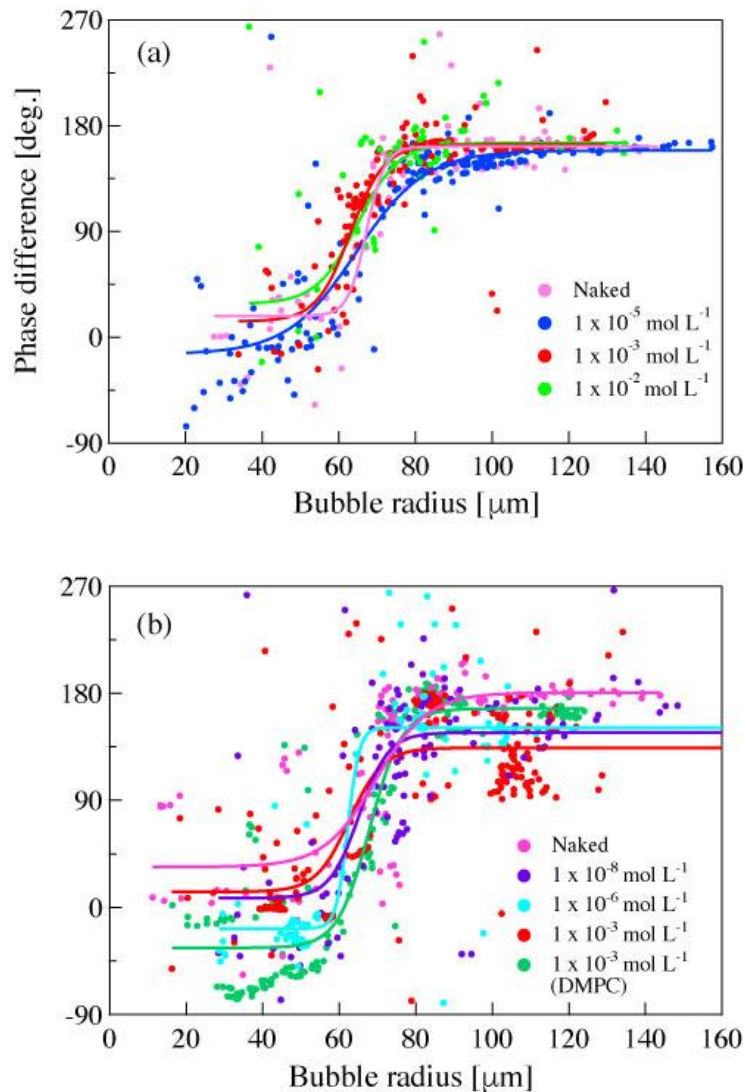 270
(a)
180
90
0
-90
Phase difference [deg.]
Naked
1 x 10⁻⁵ mol L⁻¹
1 x 10⁻³ mol L⁻¹
1 x 10⁻² mol L⁻¹
0 20 40 60 80 100 120 140 160
Bubble radius [μm]
270
(b)
180
90
0
-90
Phase difference [deg.]
Naked
1 x 10⁻⁸ mol L⁻¹
1 x 10⁻⁶ mol L⁻¹
1 x 10⁻³ mol L⁻¹
1 x 10⁻³ mol L⁻¹
(DMPC)
0 20 40 60 80 100 120 140 160
Bubble radius [μm]